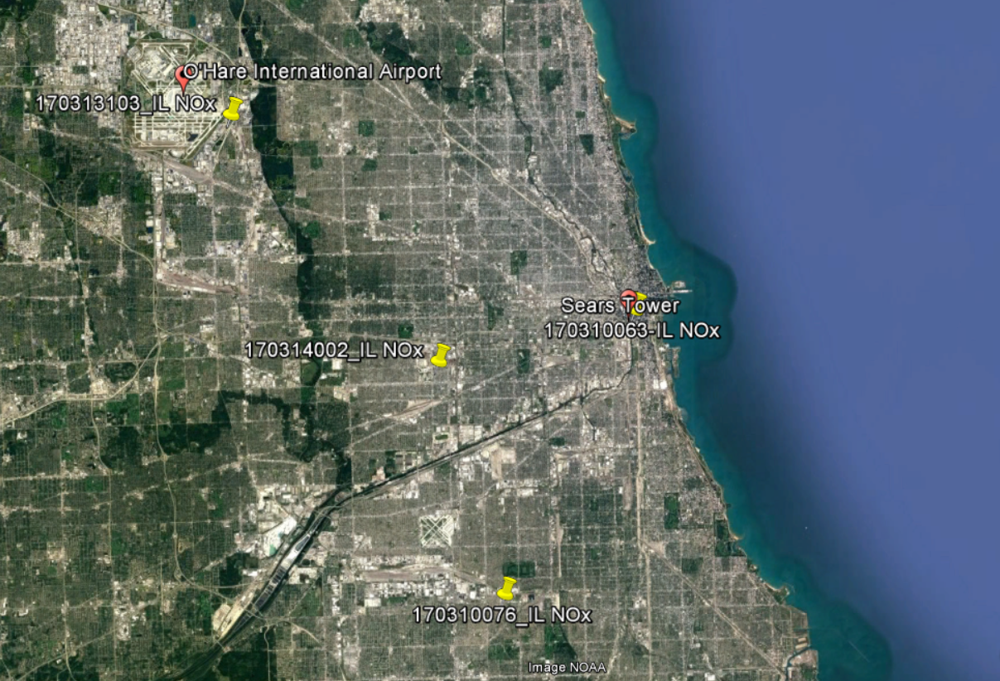 O'Hare International Airport
170313103_IL NOx
Sears Tower
170310063-IL NOx
170314002_IL NOx
170310076_IL NOx
Image NOAA